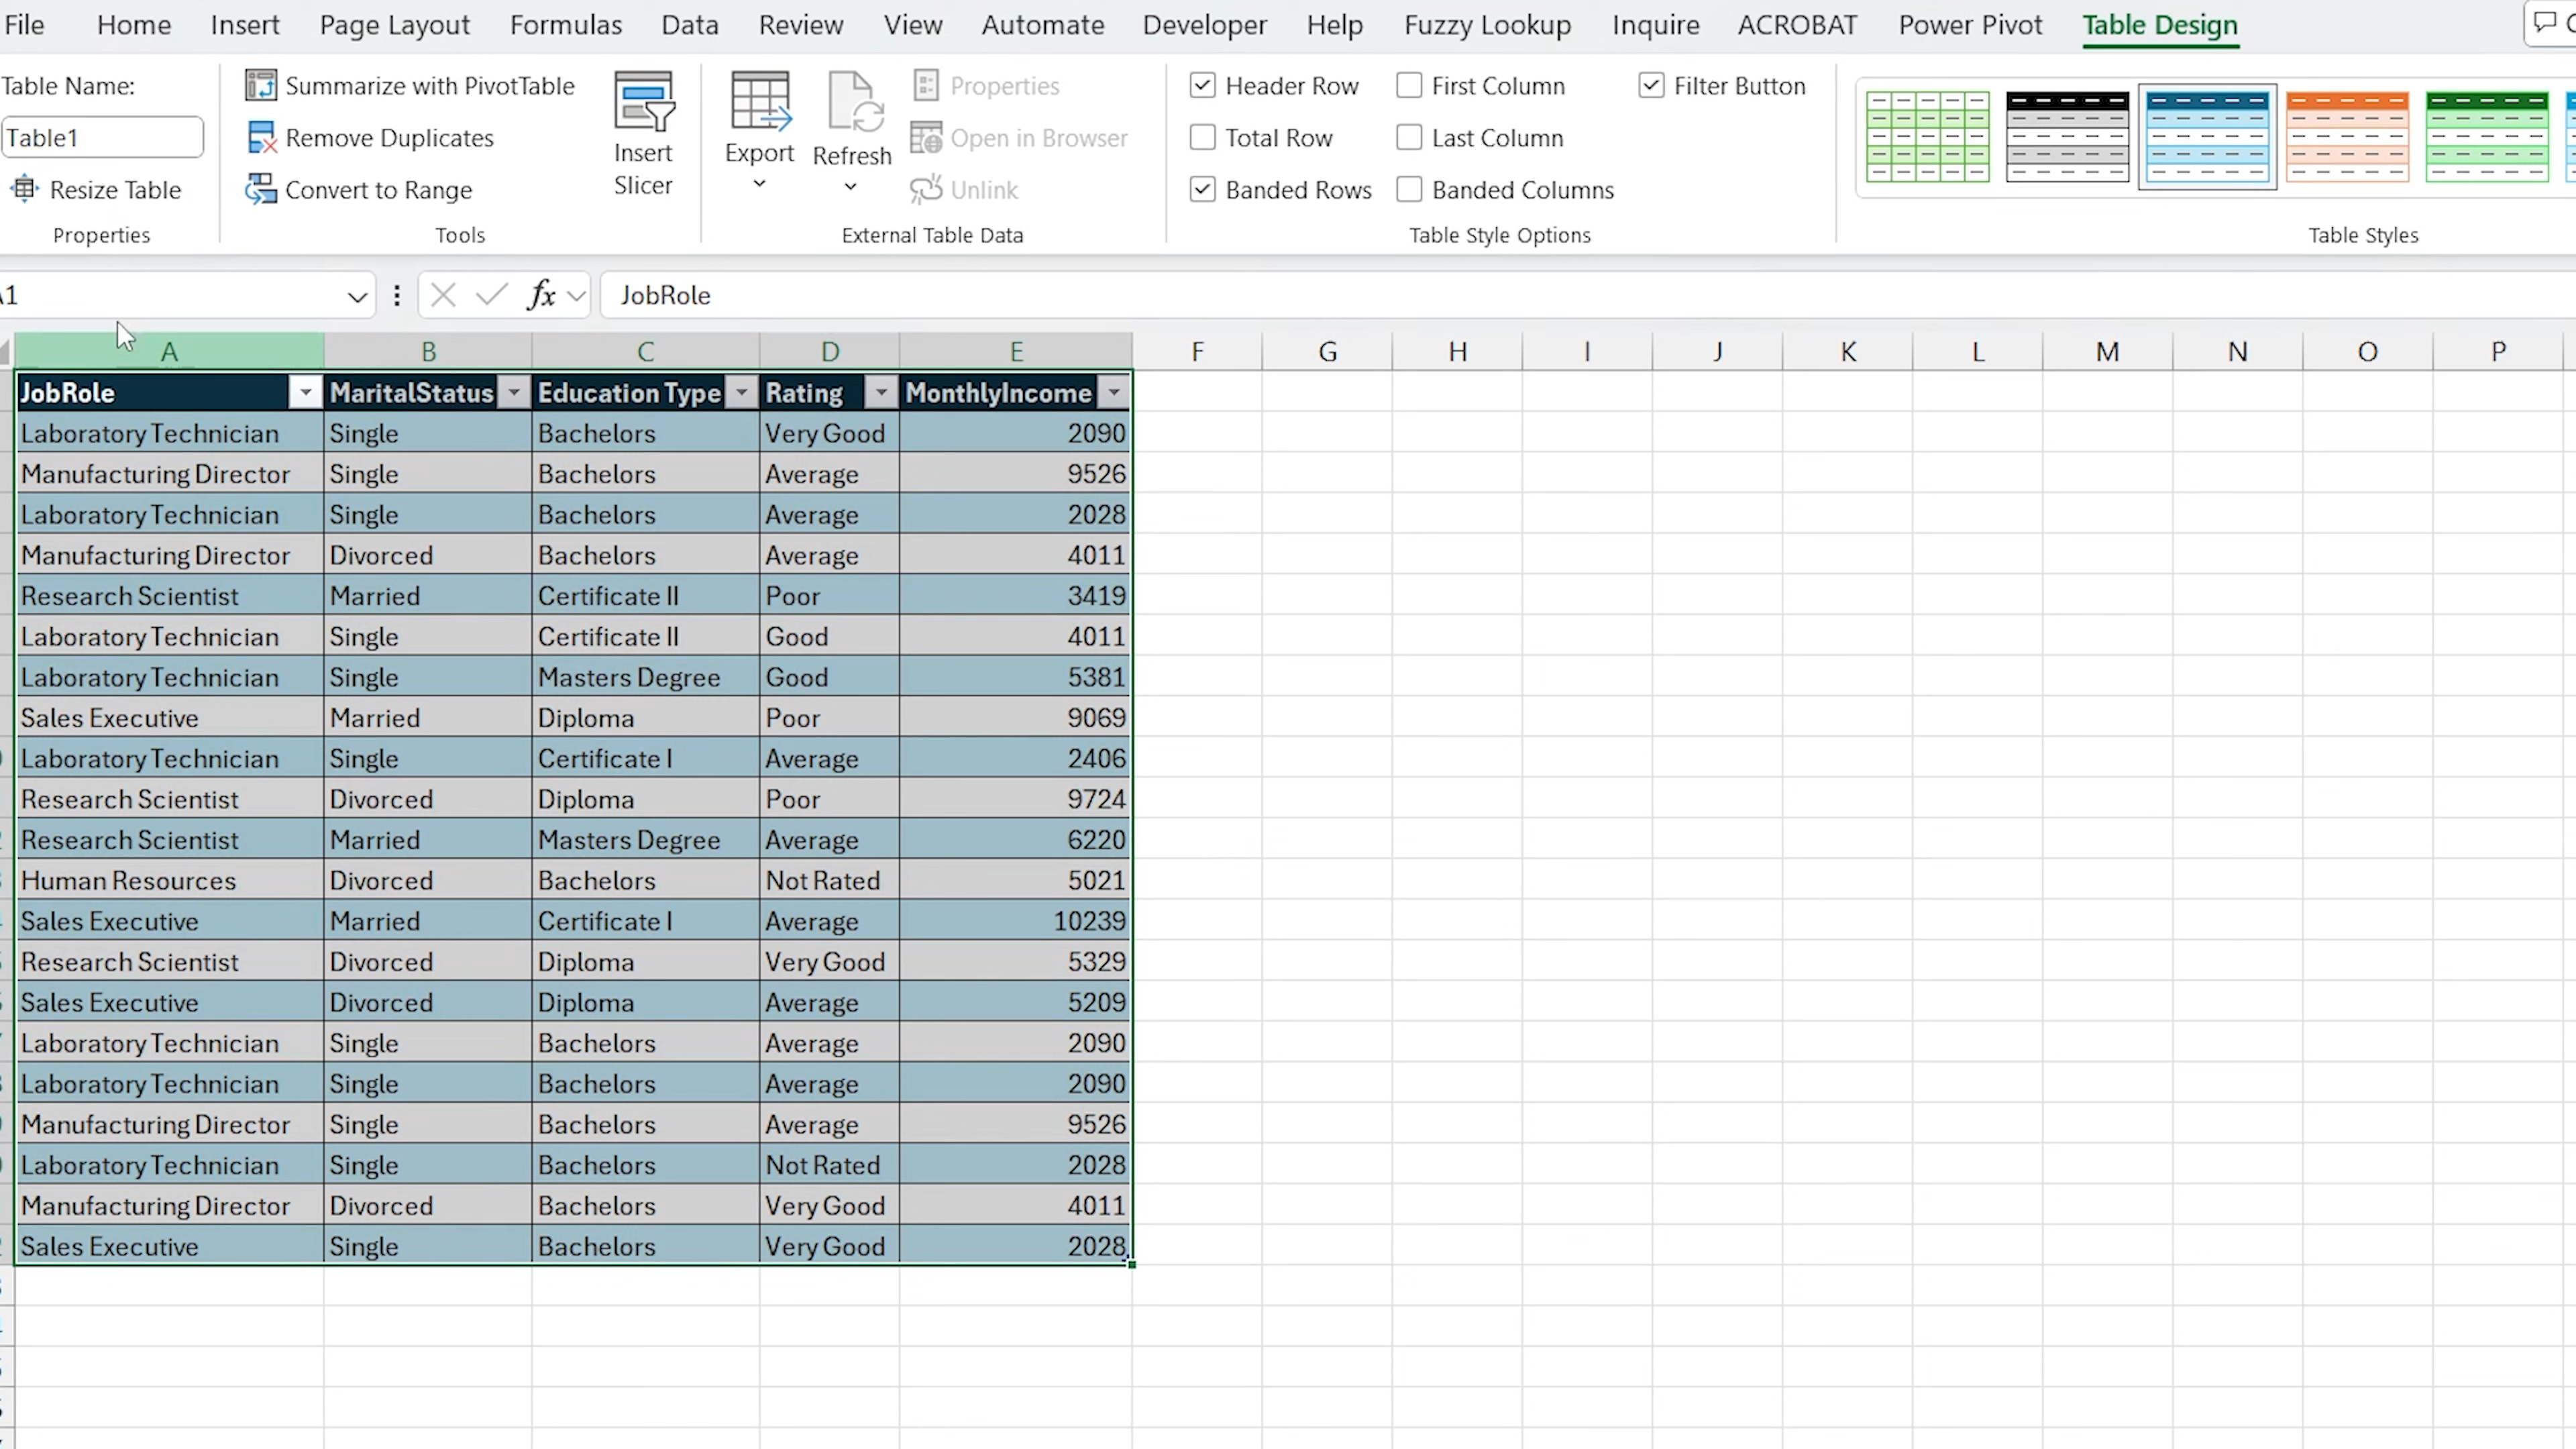 File Home Insert Page Layout Formulas Data Review View Automate Developer Help Fuzzy Lookup Inquire ACROBAT Power Pivot Table Design
Table Name:
Table1
Resize Table
Properties
Summarize with PivotTable
Remove Duplicates
Convert to Range
Insert
Slicer
Tools
Export
Refresh
Properties
Open in Browser
Unlink
External Table Data
Header Row First Column Filter Button
Total Row Last Column
Banded Rows Banded Columns
Table Style Options
Table Styles
fx JobRole
A B C D E F G H I J K L M N O P
JobRole MaritalStatus Education Type Rating MonthlyIncome
Laboratory Technician Single Bachelors Very Good 2090
Manufacturing Director Single Bachelors Average 9526
Laboratory Technician Single Bachelors Average 2028
Manufacturing Director Divorced Bachelors Average 4011
Research Scientist Married Certificate II Poor 3419
Laboratory Technician Single Certificate II Good 4011
Laboratory Technician Single Masters Degree Good 5381
Sales Executive Married Diploma Poor 9069
Laboratory Technician Single Certificate I Average 2406
Research Scientist Divorced Diploma Poor 9724
Research Scientist Married Masters Degree Average 6220
Human Resources Divorced Bachelors Not Rated 5021
Sales Executive Married Certificate I Average 10239
Research Scientist Divorced Diploma Very Good 5329
Sales Executive Divorced Diploma Average 5209
Laboratory Technician Single Bachelors Average 2090
Laboratory Technician Single Bachelors Average 2090
Manufacturing Director Single Bachelors Average 9526
Laboratory Technician Single Bachelors Not Rated 2028
Manufacturing Director Divorced Bachelors Very Good 4011
Sales Executive Single Bachelors Very Good 2028